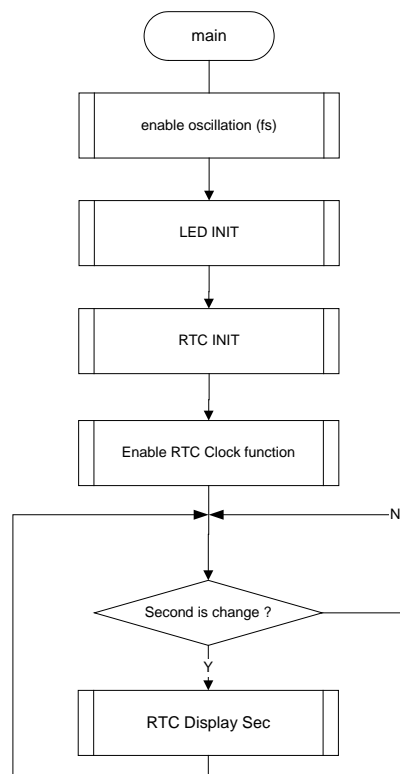 main
enable oscillation (fs)
LED INIT
RTC INIT
Enable RTC Clock function
N
Second is change ?
Y
RTC Display Sec